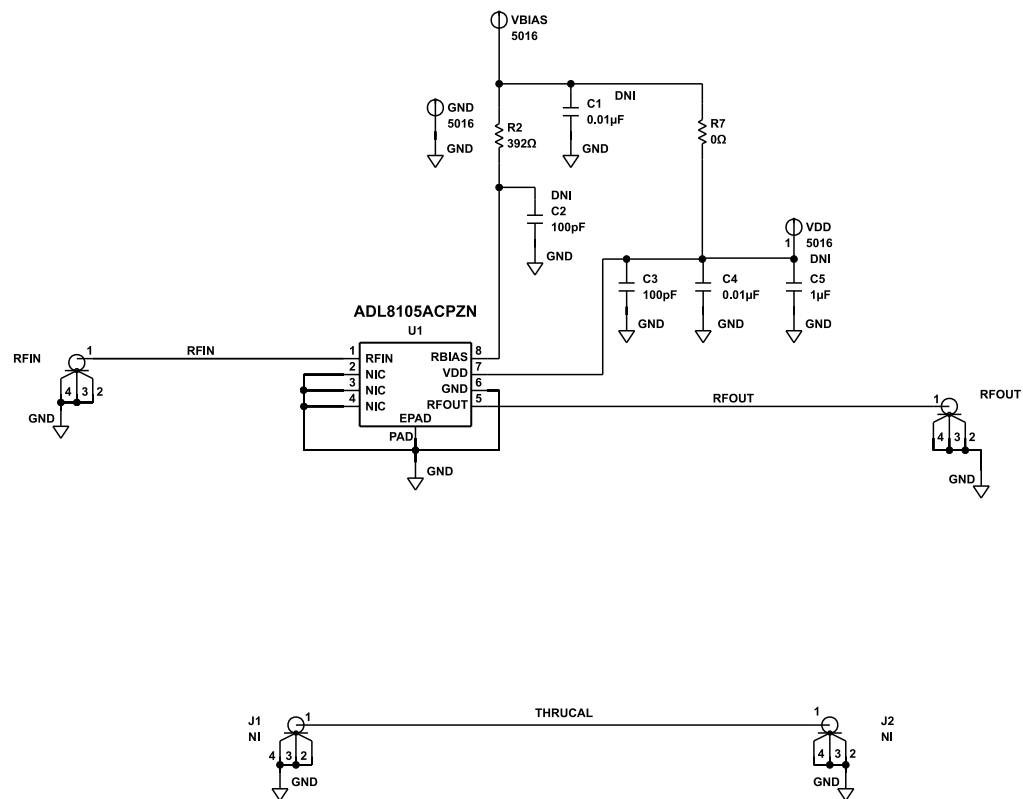 VBIAS
5016
GND
5016
GND
DNI
C1
0.01µF
GND
R2
392Ω
R7
0Ω
DNI
C2
100pF
GND
VDD
1 5016
DNI
C3
100pF
GND
C4
0.01µF
GND
C5
1µF
GND
ADL8105ACPZN
U1
RFIN
1
RFIN
4 3 2
GND
1 RFIN
2 NIC
3 NIC
4 NIC
RBIAS 8
VDD 7
GND 6
RFOUT 5
EPAD
PAD
GND
RFOUT
1
RFOUT
4 3 2
GND
J1
NI
1
4 3 2
GND
THRUCAL
1
J2
NI
4 3 2
GND